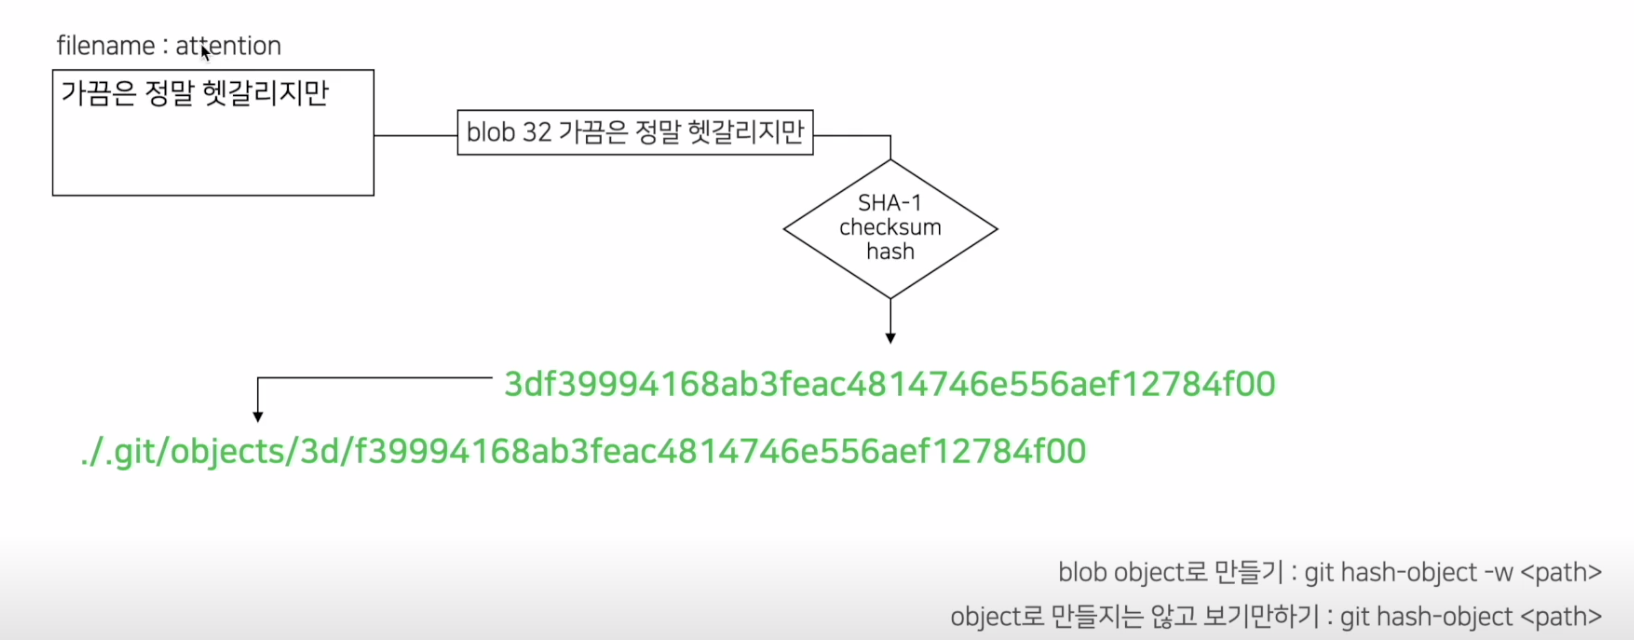 filename : attention
가끔은 정말 헷갈리지만
blob 32 가끔은 정말 헷갈리지만
SHA-1
checksum
hash
3df39994168ab3feac4814746e556aef12784f00
./.git/objects/3d/f39994168ab3feac4814746e556aef12784f00
blob object로 만들기 : git hash-object -w <path>
object로 만들지는 않고 보기만하기 : git hash-object <path>